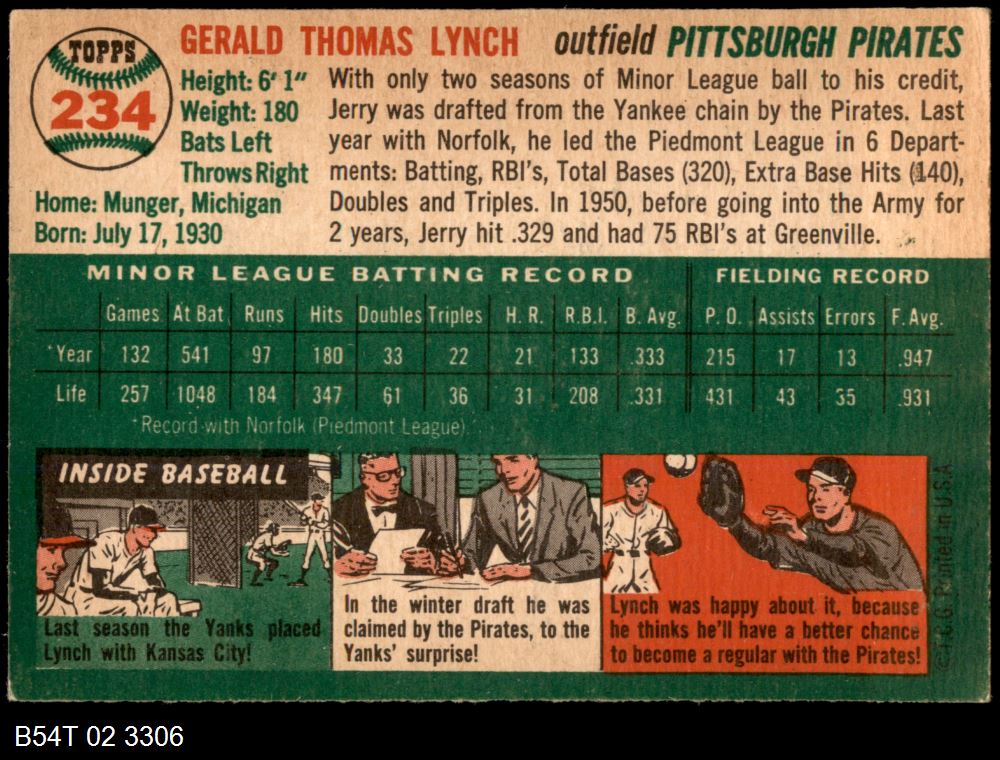 TOPPS
234
GERALD THOMAS LYNCH outfield PITTSBURGH PIRATES
Height: 6' 1"
Weight: 180
Bats Left
Throws Right
Home: Munger, Michigan
Born: July 17, 1930
With only two seasons of Minor League ball to his credit,
Jerry was drafted from the Yankee chain by the Pirates. Last
year with Norfolk, he led the Piedmont League in 6 Depart-
ments: Batting, RBI's, Total Bases (320), Extra Base Hits (140),
Doubles and Triples. In 1950, before going into the Army for
2 years, Jerry hit .329 and had 75 RBI's at Greenville.
MINOR LEAGUE BATTING RECORD FIELDING RECORD
Games At Bat Runs Hits Doubles Triples H. R. R.B.I. B. Avg. P. O. Assists Errors F. Avg.
*Year 132 541 97 180 33 22 21 133 .333 215 17 13 .947
Life 257 1048 184 347 61 36 31 208 .331 431 43 35 .931
*Record with Norfolk (Piedmont League).
INSIDE BASEBALL
Last season the Yanks placed
Lynch with Kansas City!
In the winter draft he was
claimed by the Pirates, to the
Yanks' surprise!
Lynch was happy about it, because
he thinks he'll have a better chance
to become a regular with the Pirates!
© T.C.G. Printed in U.S.A.
B54T 02 3306